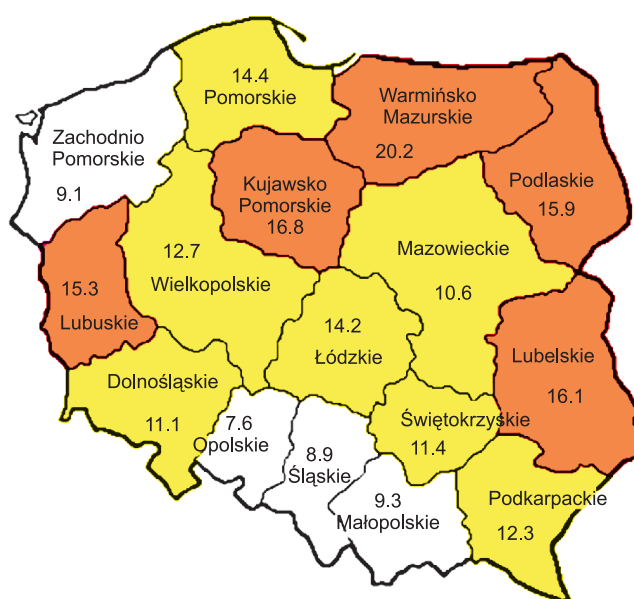 14.4
Pomorskie
Warmińsko
Mazurskie
20.2
Zachodnio
Pomorskie
9.1
Kujawsko
Pomorskie
16.8
Podlaskie
15.9
12.7
Wielkopolskie
Mazowieckie
10.6
15.3
Lubuskie
14.2
Łódzkie
Lubelskie
16.1
Dolnośląskie
11.1
7.6
Opolskie
8.9
Śląskie
Świętokrzyskie
11.4
9.3
Małopolskie
Podkarpackie
12.3